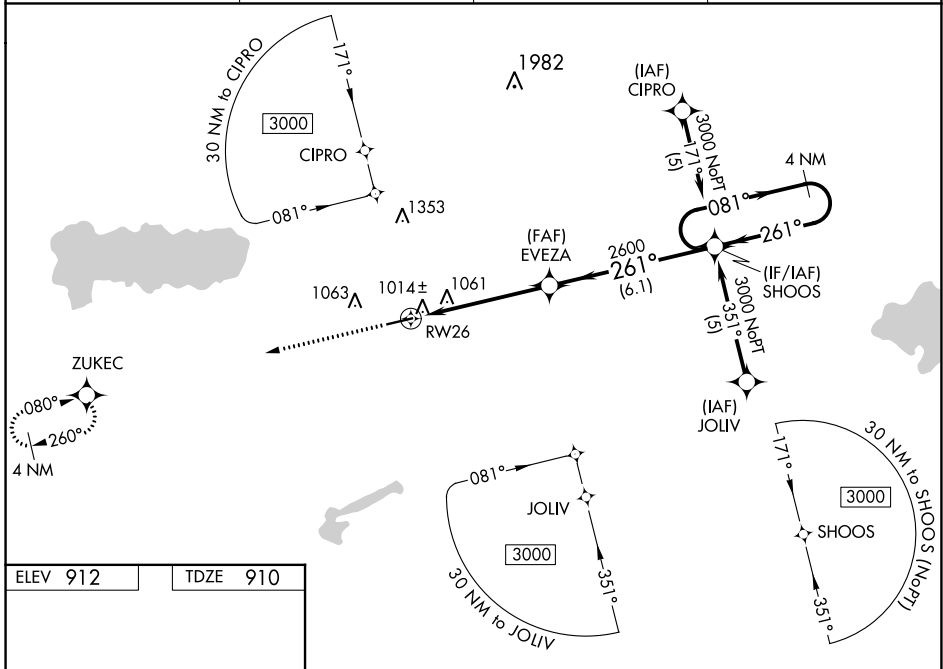 30 NM to CIPRO
171°
3000
CIPRO
081°
1982
(IAF)
CIPRO
3000 NoPT
171°
(5)
4 NM
081°
261°
1353
(FAF)
EVEZA
2600
261°
(6.1)
(IF/IAF)
SHOOS
1063
1014±
1061
RW26
3000 NoPT
351°
(5)
(IAF)
JOLIV
ZUKEC
080°
260°
4 NM
081°
JOLIV
3000
351°
30 NM to JOLIV
171°
30 NM to SHOOS (NoPT)
3000
SHOOS
351°
ELEV 912
TDZE 910